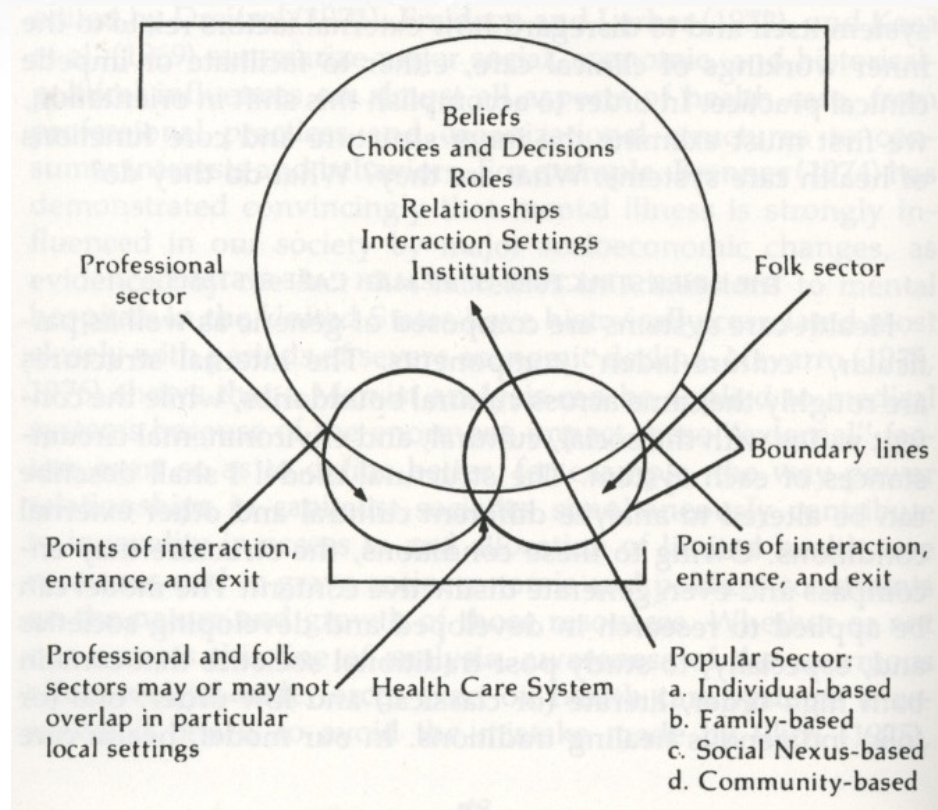 Beliefs
Choices and Decisions
Roles
Relationships
Interaction Settings
Institutions
Professional
sector
Folk sector
Boundary lines
Points of interaction,
entrance, and exit
Points of interaction,
entrance, and exit
Professional and folk
sectors may or may not
overlap in particular
local settings
Health Care System
Popular Sector:
a. Individual-based
b. Family-based
c. Social Nexus-based
d. Community-based